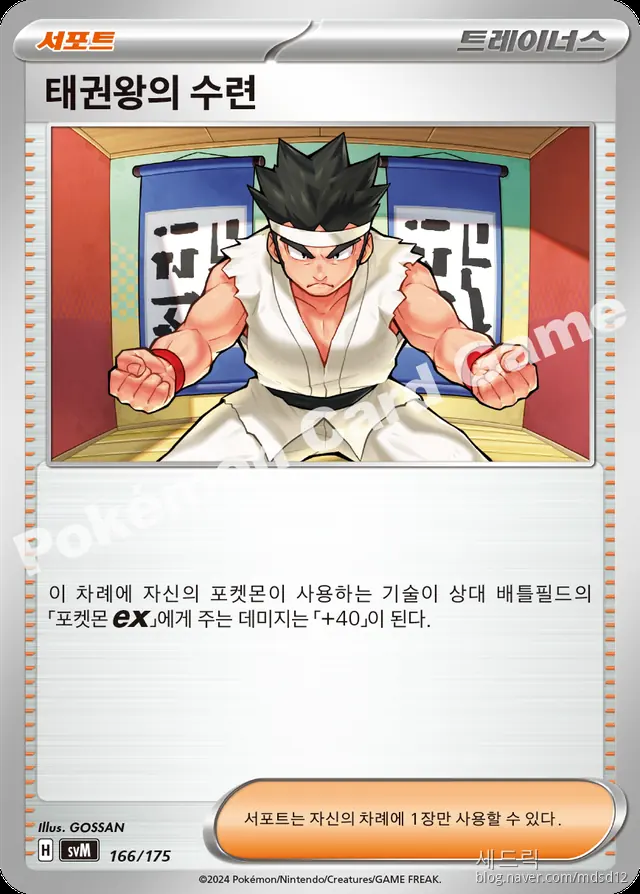 서포트
트레이너스
태권왕의 수련
Pokémon Card Game
이 차례에 자신의 포켓몬이 사용하는 기술이 상대 배틀필드의
「포켓몬 ex」에게 주는 데미지는 「+40」이 된다.
서포트는 자신의 차례에 1장만 사용할 수 있다.
Illus. GOSSAN
H svM 166/175
©2024 Pokémon/Nintendo/Creatures/GAME FREAK.
세드릭
blog.naver.com/mdsd12